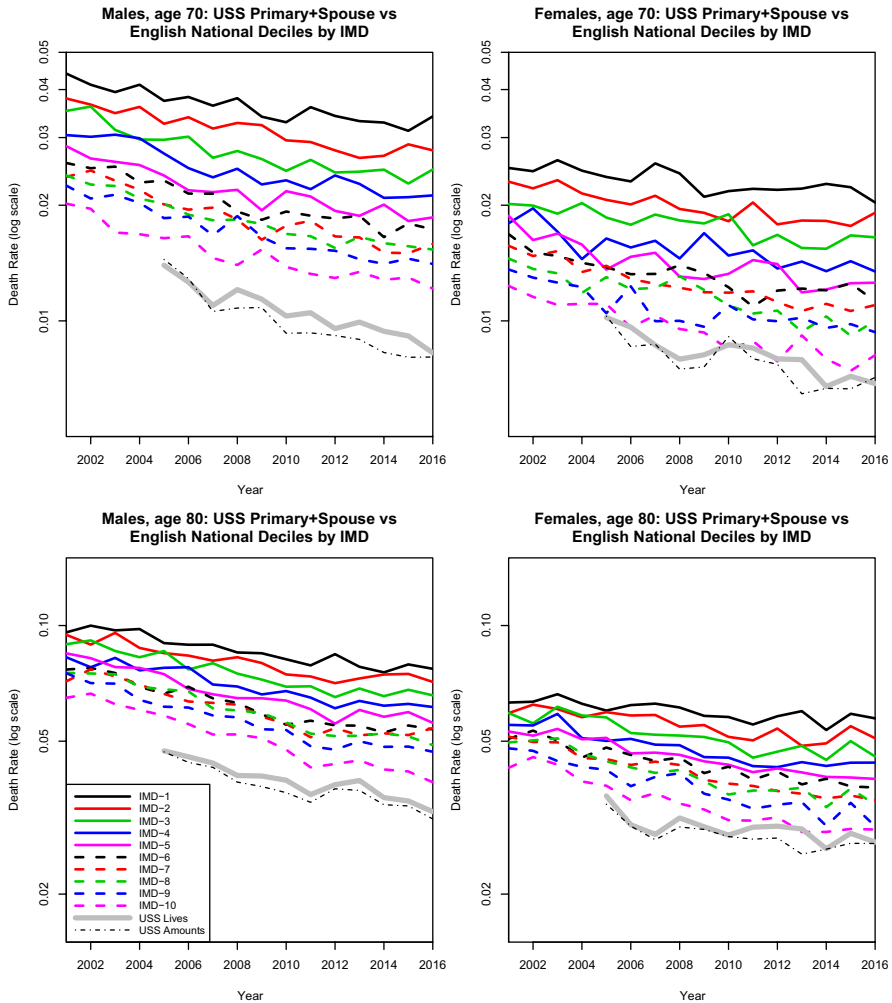 Males, age 70: USS Primary+Spouse vs
English National Deciles by IMD
Death Rate (log scale)
0.05
0.04
0.03
0.02
0.01
2002 2004 2006 2008 2010 2012 2014 2016
Year
Females, age 70: USS Primary+Spouse vs
English National Deciles by IMD
Death Rate (log scale)
0.05
0.04
0.03
0.02
0.01
2002 2004 2006 2008 2010 2012 2014 2016
Year
Males, age 80: USS Primary+Spouse vs
English National Deciles by IMD
Death Rate (log scale)
0.10
0.05
0.02
IMD−1
IMD−2
IMD−3
IMD−4
IMD−5
IMD−6
IMD−7
IMD−8
IMD−9
IMD−10
USS Lives
USS Amounts
2002 2004 2006 2008 2010 2012 2014 2016
Year
Females, age 80: USS Primary+Spouse vs
English National Deciles by IMD
Death Rate (log scale)
0.10
0.05
0.02
2002 2004 2006 2008 2010 2012 2014 2016
Year